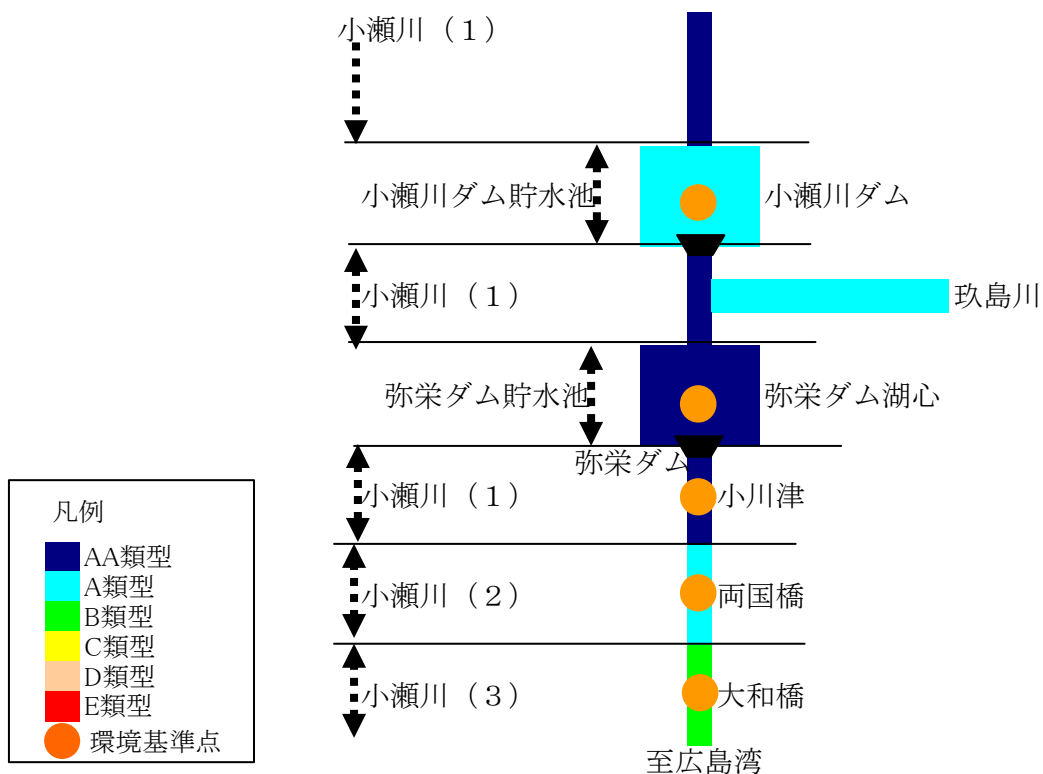 小瀬川（１）
小瀬川ダム貯水池
小瀬川ダム
小瀬川（１）
玖島川
弥栄ダム貯水池
弥栄ダム湖心
弥栄ダム
小瀬川（１）
小川津
小瀬川（２）
両国橋
小瀬川（３）
大和橋
至広島湾
凡例
AA類型
A類型
B類型
C類型
D類型
E類型
環境基準点